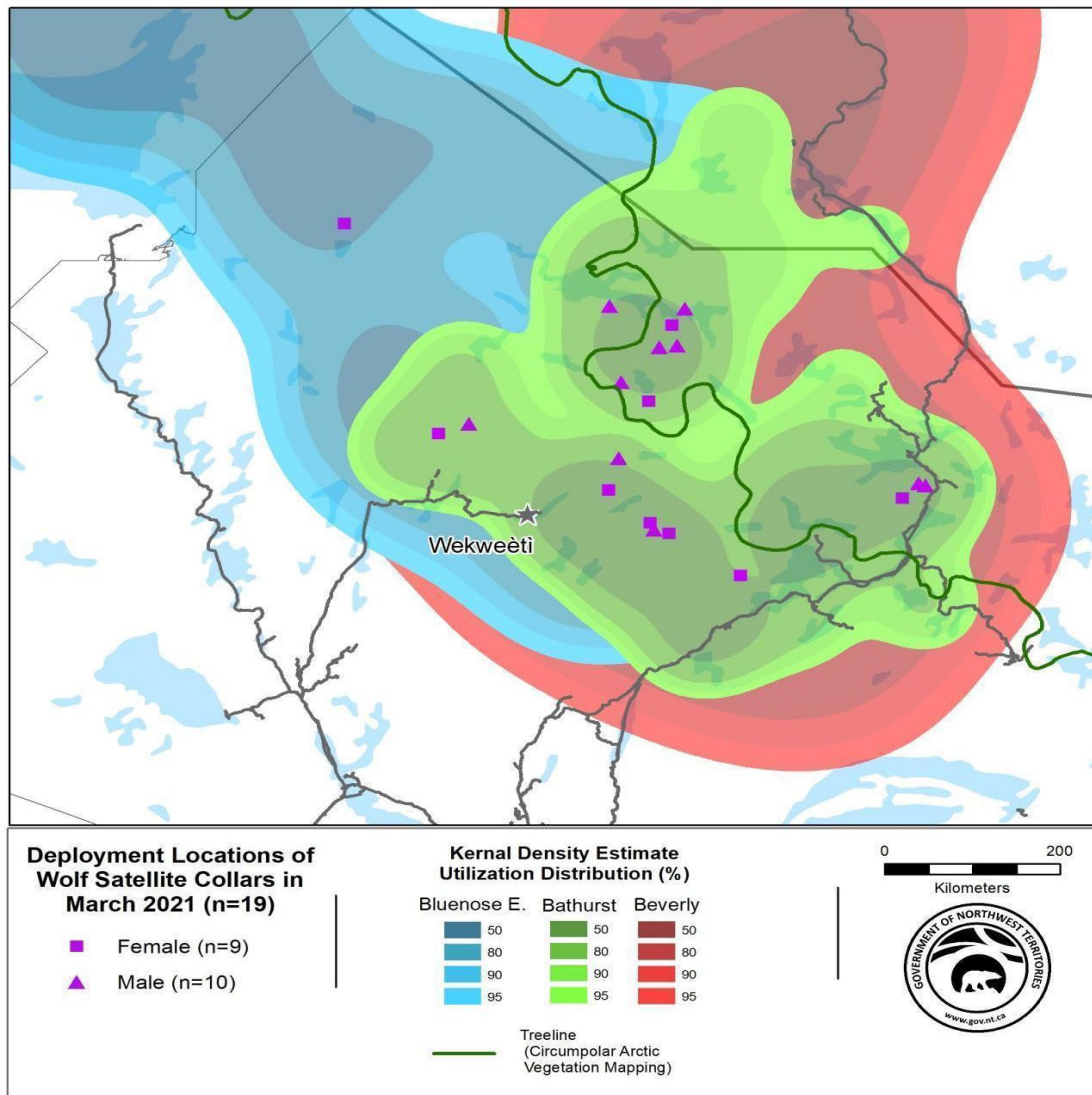 Wekweètì
Deployment Locations of
Wolf Satellite Collars in
March 2021 (n=19)
Female (n=9)
Male (n=10)
Kernal Density Estimate
Utilization Distribution (%)
Bluenose E. Bathurst Beverly
50 50 50
80 80 80
90 90 90
95 95 95
Treeline
(Circumpolar Arctic
Vegetation Mapping)
0 200
Kilometers
GOVERNMENT OF NORTHWEST TERRITORIES
www.gov.nt.ca